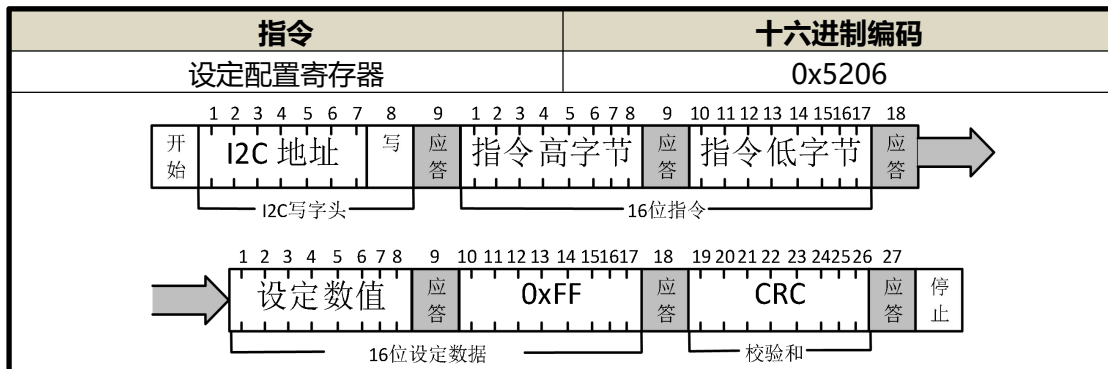 指令 十六进制编码
设定配置寄存器 0x5206
1 2 3 4 5 6 7 8 9 1 2 3 4 5 6 7 8 9 10 11 12 13 14 15 16 17 18
开始 I2C 地址 写 应答 指令高字节 应答 指令低字节 应答
I2C写字头 16位指令
1 2 3 4 5 6 7 8 9 10 11 12 13 14 15 16 17 18 19 20 21 22 23 24 25 26 27
设定数值 应答 0xFF 应答 CRC 应答 停止
16位设定数据 校验和